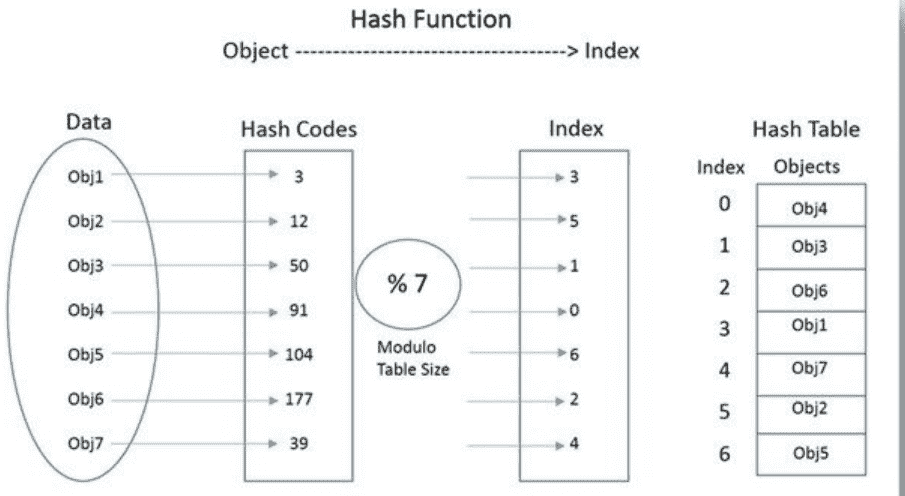 Hash Function
Object ------------------------------------> Index
Data
Hash Codes
Index
Hash Table
Index Objects
Obj1 3 3
Obj2 12 5
Obj3 50 1
Obj4 91 0
Obj5 104 6
Obj6 177 2
Obj7 39 4
% 7
Modulo
Table Size
0 Obj4
1 Obj3
2 Obj6
3 Obj1
4 Obj7
5 Obj2
6 Obj5